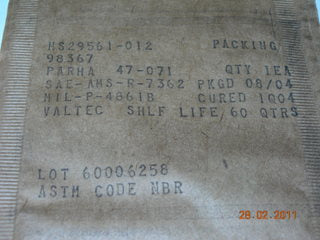 MS29561-012 PACKING
98367
PARHA 47-071 QTY 1EA
SAE-AMS-R-7362 PKGD 08/04
MIL-P-4861B CURED 1Q04
VALTEC SHLF LIFE 60 QTRS
LOT 60006258
ASTM CODE NBR
28.02.2011